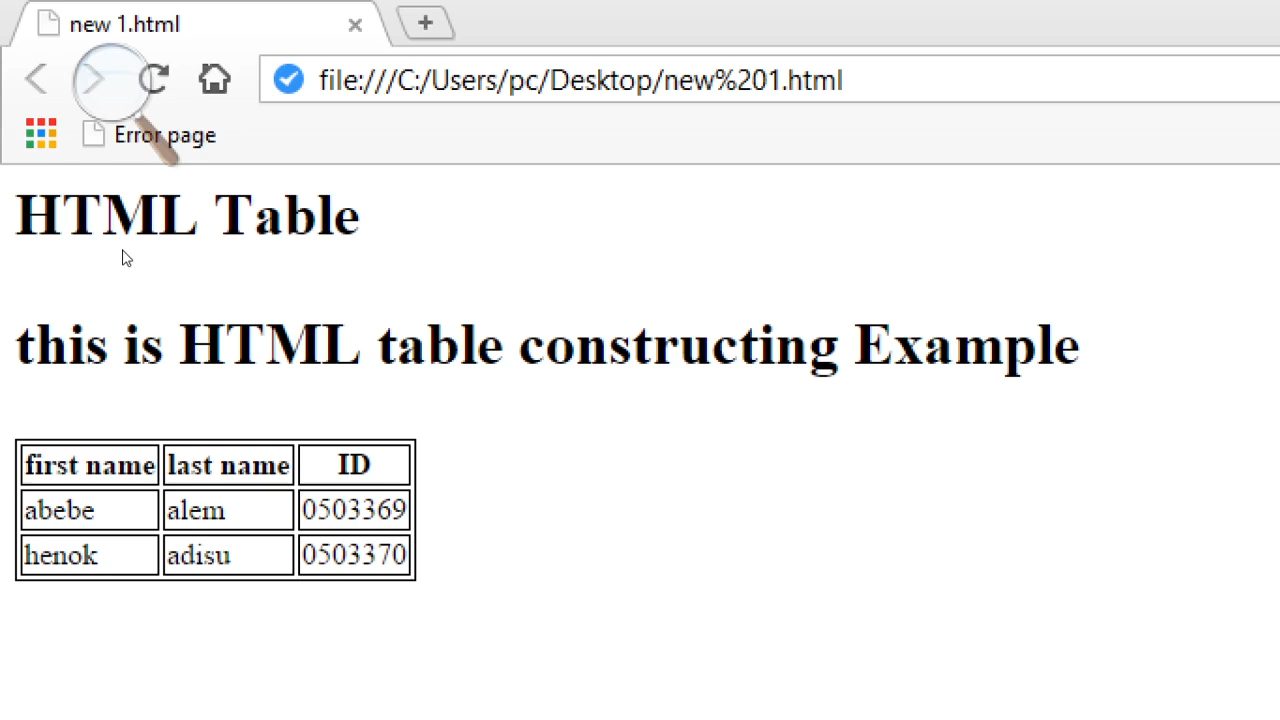 new 1.html
file:///C:/Users/pc/Desktop/new%201.html
Error page
HTML Table
this is HTML table constructing Example
first name last name ID
abebe alem 0503369
henok adisu 0503370